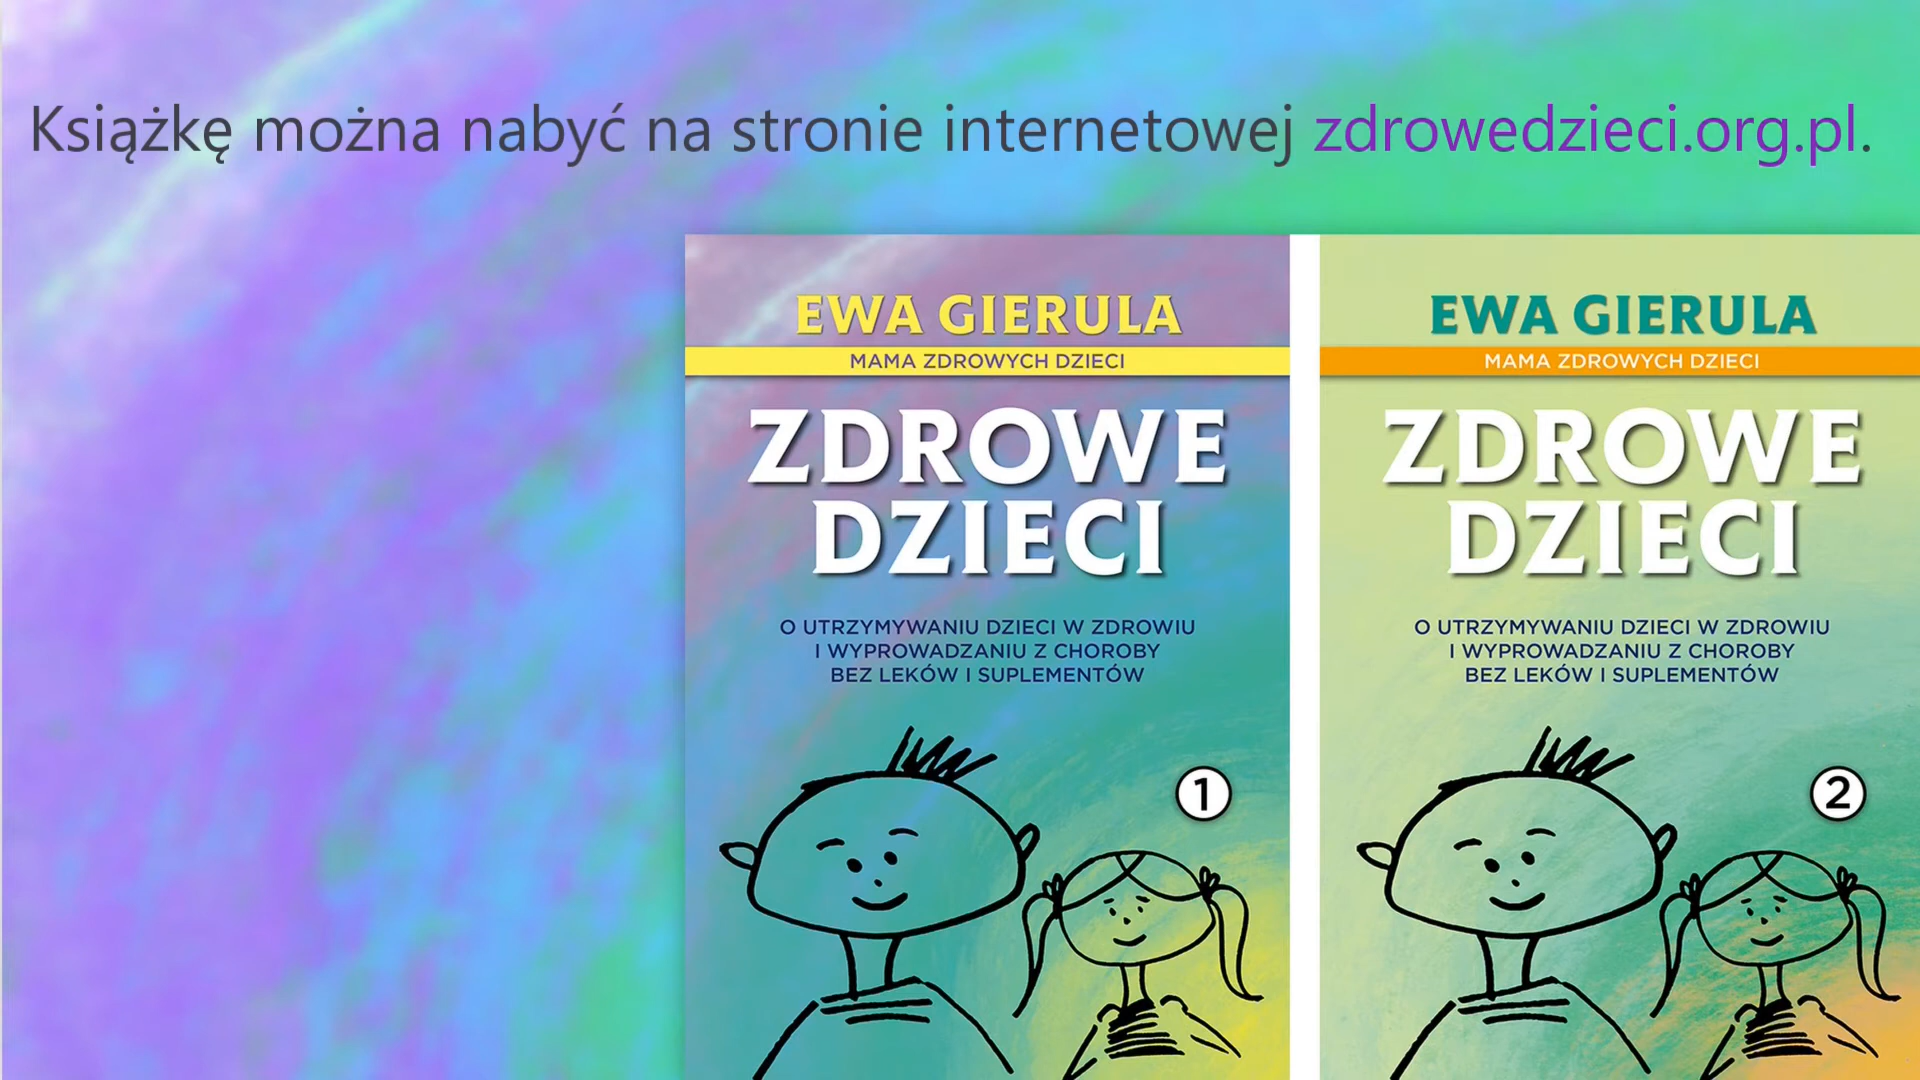 Książkę można nabyć na stronie internetowej zdrowedzieci.org.pl.
EWA GIERULA
MAMA ZDROWYCH DZIECI
ZDROWE
DZIECI
O UTRZYMYWANIU DZIECI W ZDROWIU
I WYPROWADZANIU Z CHOROBY
BEZ LEKÓW I SUPLEMENTÓW
1
EWA GIERULA
MAMA ZDROWYCH DZIECI
ZDROWE
DZIECI
O UTRZYMYWANIU DZIECI W ZDROWIU
I WYPROWADZANIU Z CHOROBY
BEZ LEKÓW I SUPLEMENTÓW
2